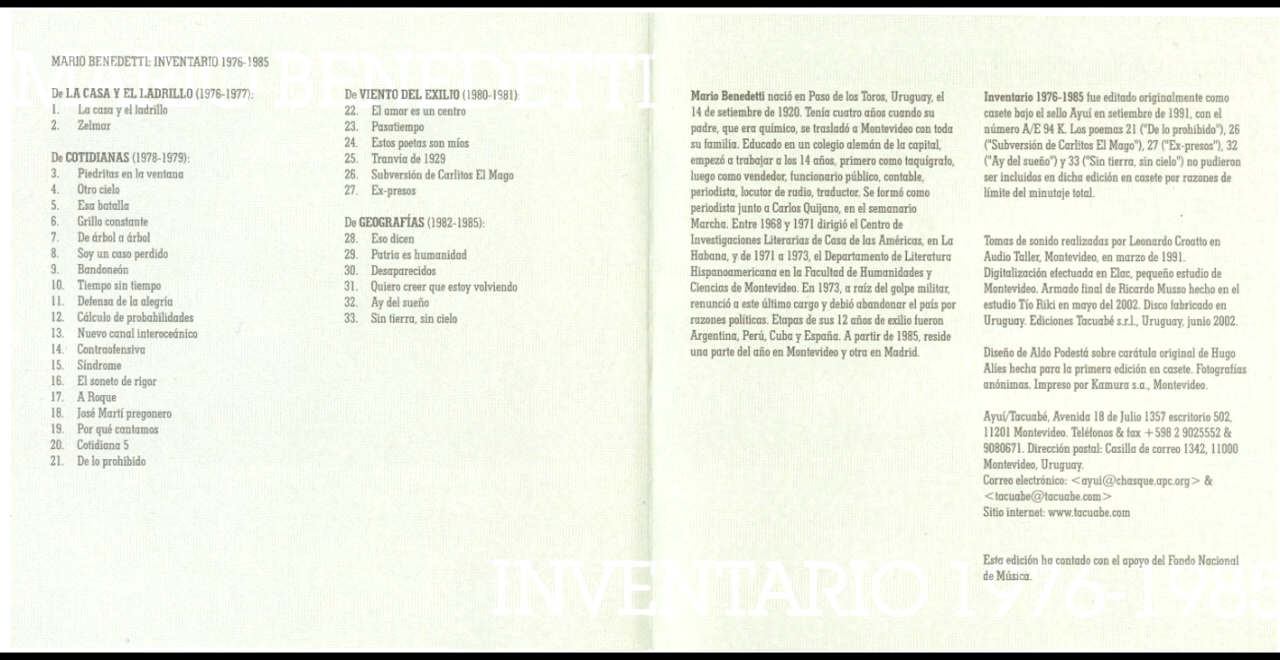 MARIO BENEDETTI
MARIO BENEDETTI: INVENTARIO 1976-1985
De LA CASA Y EL LADRILLO (1976-1977):
1. La casa y el ladrillo
2. Zelmar
De COTIDIANAS (1978-1979):
3. Piedritas en la ventana
4. Otro cielo
5. Esa batalla
6. Grillo constante
7. De árbol a árbol
8. Soy un caso perdido
9. Bandoneón
10. Tiempo sin tiempo
11. Defensa de la alegría
12. Cálculo de probabilidades
13. Nuevo canal interoceánico
14. Contraofensiva
15. Síndrome
16. El soneto de rigor
17. A Roque
18. José Martí pregonero
19. Por qué cantamos
20. Cotidiana 5
21. De lo prohibido
De VIENTO DEL EXILIO (1980-1981):
22. El amor es un centro
23. Pasatiempo
24. Estos poetas son míos
25. Tranvía de 1929
26. Subversión de Carlitos El Mago
27. Ex-presos
De GEOGRAFÍAS (1982-1985):
28. Eso dicen
29. Patria es humanidad
30. Desaparecidos
31. Quiero creer que estoy volviendo
32. Ay del sueño
33. Sin tierra, sin cielo
Mario Benedetti nació en Paso de los Toros, Uruguay, el
14 de setiembre de 1920. Tenía cuatro años cuando su
padre, que era químico, se trasladó a Montevideo con toda
su familia. Educado en un colegio alemán de la capital,
empezó a trabajar a los 14 años, primero como taquígrafo,
luego como vendedor, funcionario público, contable,
periodista, locutor de radio, traductor. Se formó como
periodista junto a Carlos Quijano, en el semanario
Marcha. Entre 1968 y 1971 dirigió el Centro de
Investigaciones Literarias de Casa de las Américas, en La
Habana, y de 1971 a 1973, el Departamento de Literatura
Hispanoamericana en la Facultad de Humanidades y
Ciencias de Montevideo. En 1973, a raíz del golpe militar,
renunció a este último cargo y debió abandonar el país por
razones políticas. Etapas de sus 12 años de exilio fueron
Argentina, Perú, Cuba y España. A partir de 1985, reside
una parte del año en Montevideo y otra en Madrid.
Inventario 1976-1985 fue editado originalmente como
casete bajo el sello Ayuí en setiembre de 1991, con el
número A/E 94 K. Los poemas 21 ("De lo prohibido"), 26
("Subversión de Carlitos El Mago"), 27 ("Ex-presos"), 32
("Ay del sueño") y 33 ("Sin tierra, sin cielo") no pudieron
ser incluidos en dicha edición en casete por razones de
límite del minutaje total.
Tomas de sonido realizadas por Leonardo Croatto en
Audio Taller, Montevideo, en marzo de 1991.
Digitalización efectuada en Elac, pequeño estudio de
Montevideo. Armado final de Ricardo Musso hecho en el
estudio Tío Riki en mayo del 2002. Disco fabricado en
Uruguay. Ediciones Tacuabé s.r.l., Uruguay, junio 2002.
Diseño de Aldo Podestá sobre carátula original de Hugo
Alíes hecha para la primera edición en casete. Fotografías
anónimas. Impreso por Kamura s.a., Montevideo.
Ayuí/Tacuabé, Avenida 18 de Julio 1357 escritorio 502,
11201 Montevideo. Teléfonos & fax +598 2 9025552 &
9080671. Dirección postal: Casilla de correo 1342, 11000
Montevideo, Uruguay.
Correo electrónico: <ayui@chasque.apc.org> &
<tacuabe@tacuabe.com>
Sitio internet: www.tacuabe.com
Esta edición ha contado con el apoyo del Fondo Nacional
de Música.
INVENTARIO 1976-1985